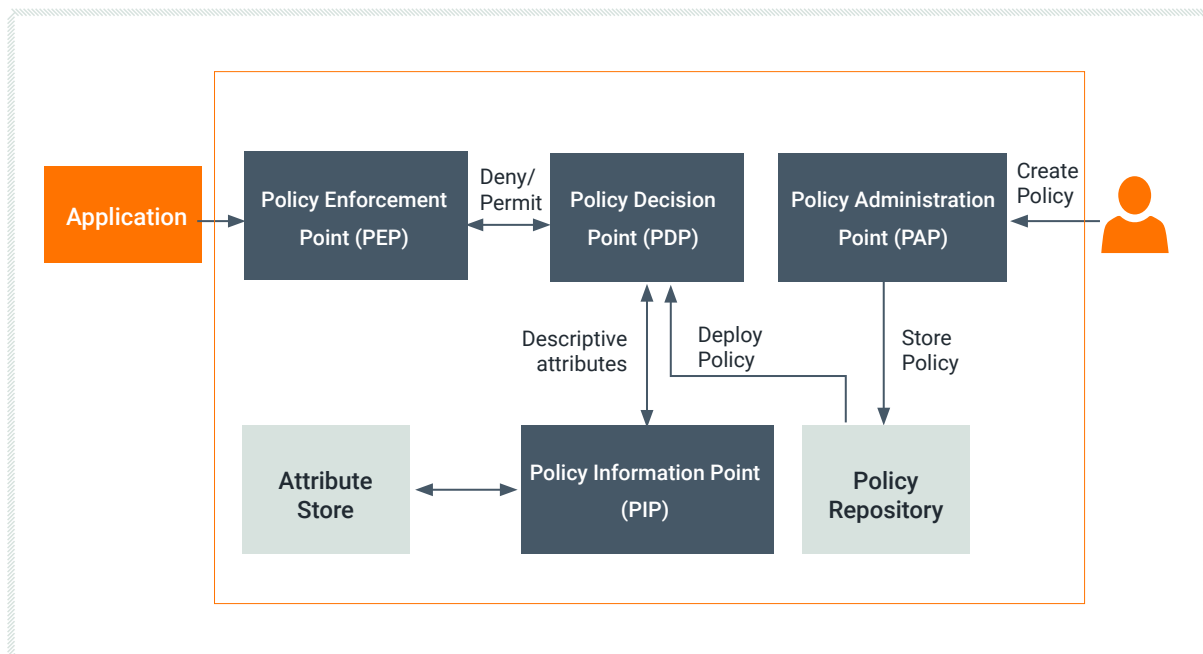 Application
Policy Enforcement
Point (PEP)
Deny/
Permit
Policy Decision
Point (PDP)
Policy Administration
Point (PAP)
Create
Policy
Descriptive
attributes
Deploy
Policy
Store
Policy
Attribute
Store
Policy Information Point
(PIP)
Policy
Repository